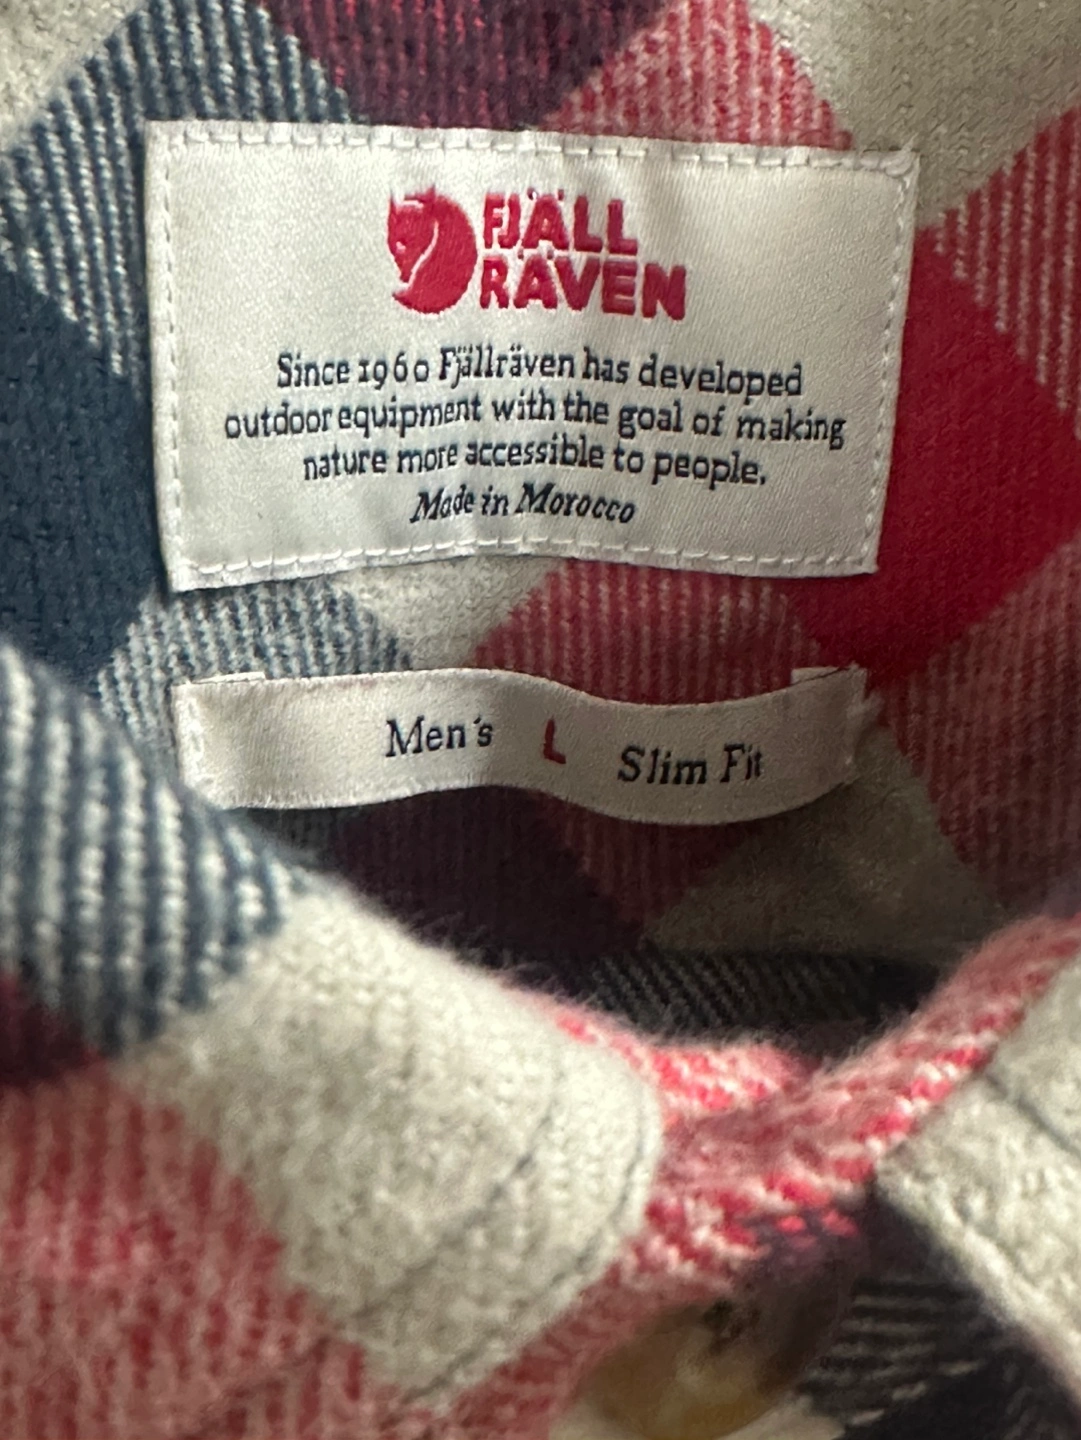 FJÄLL
RÄVEN
Since 1960 Fjällräven has developed
outdoor equipment with the goal of making
nature more accessible to people.
Made in Morocco
Men's L Slim Fit